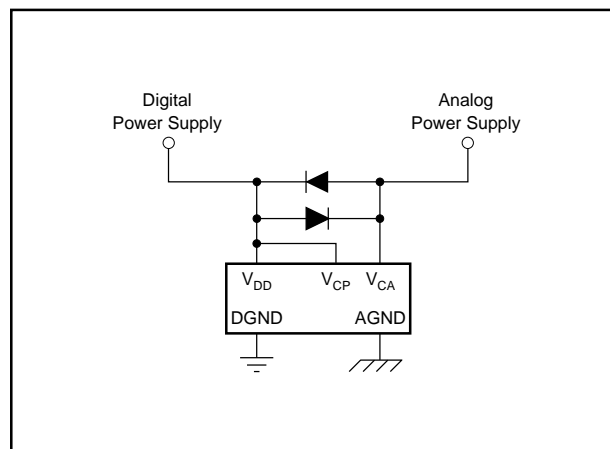 Digital
Power Supply
Analog
Power Supply
VDD VCP VCA
DGND AGND